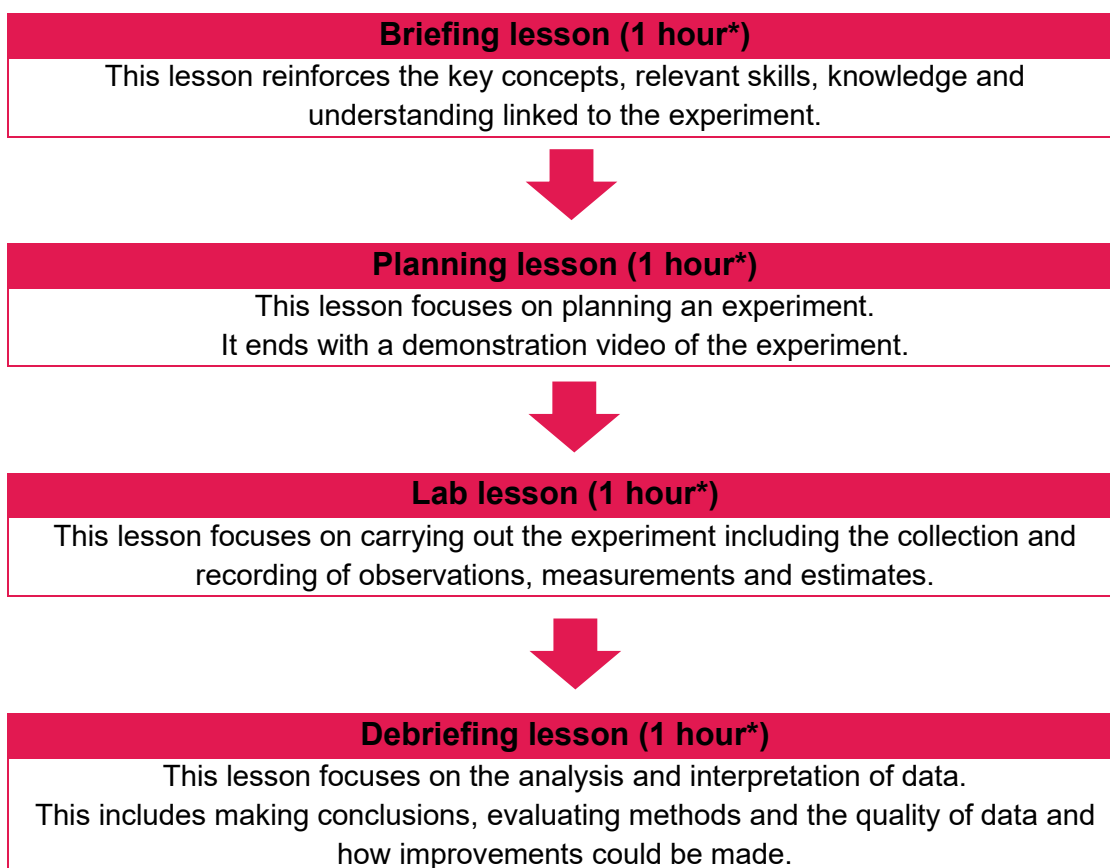 Briefing lesson (1 hour*)
This lesson reinforces the key concepts, relevant skills, knowledge and
understanding linked to the experiment.
Planning lesson (1 hour*)
This lesson focuses on planning an experiment.
It ends with a demonstration video of the experiment.
Lab lesson (1 hour*)
This lesson focuses on carrying out the experiment including the collection and
recording of observations, measurements and estimates.
Debriefing lesson (1 hour*)
This lesson focuses on the analysis and interpretation of data.
This includes making conclusions, evaluating methods and the quality of data and
how improvements could be made.